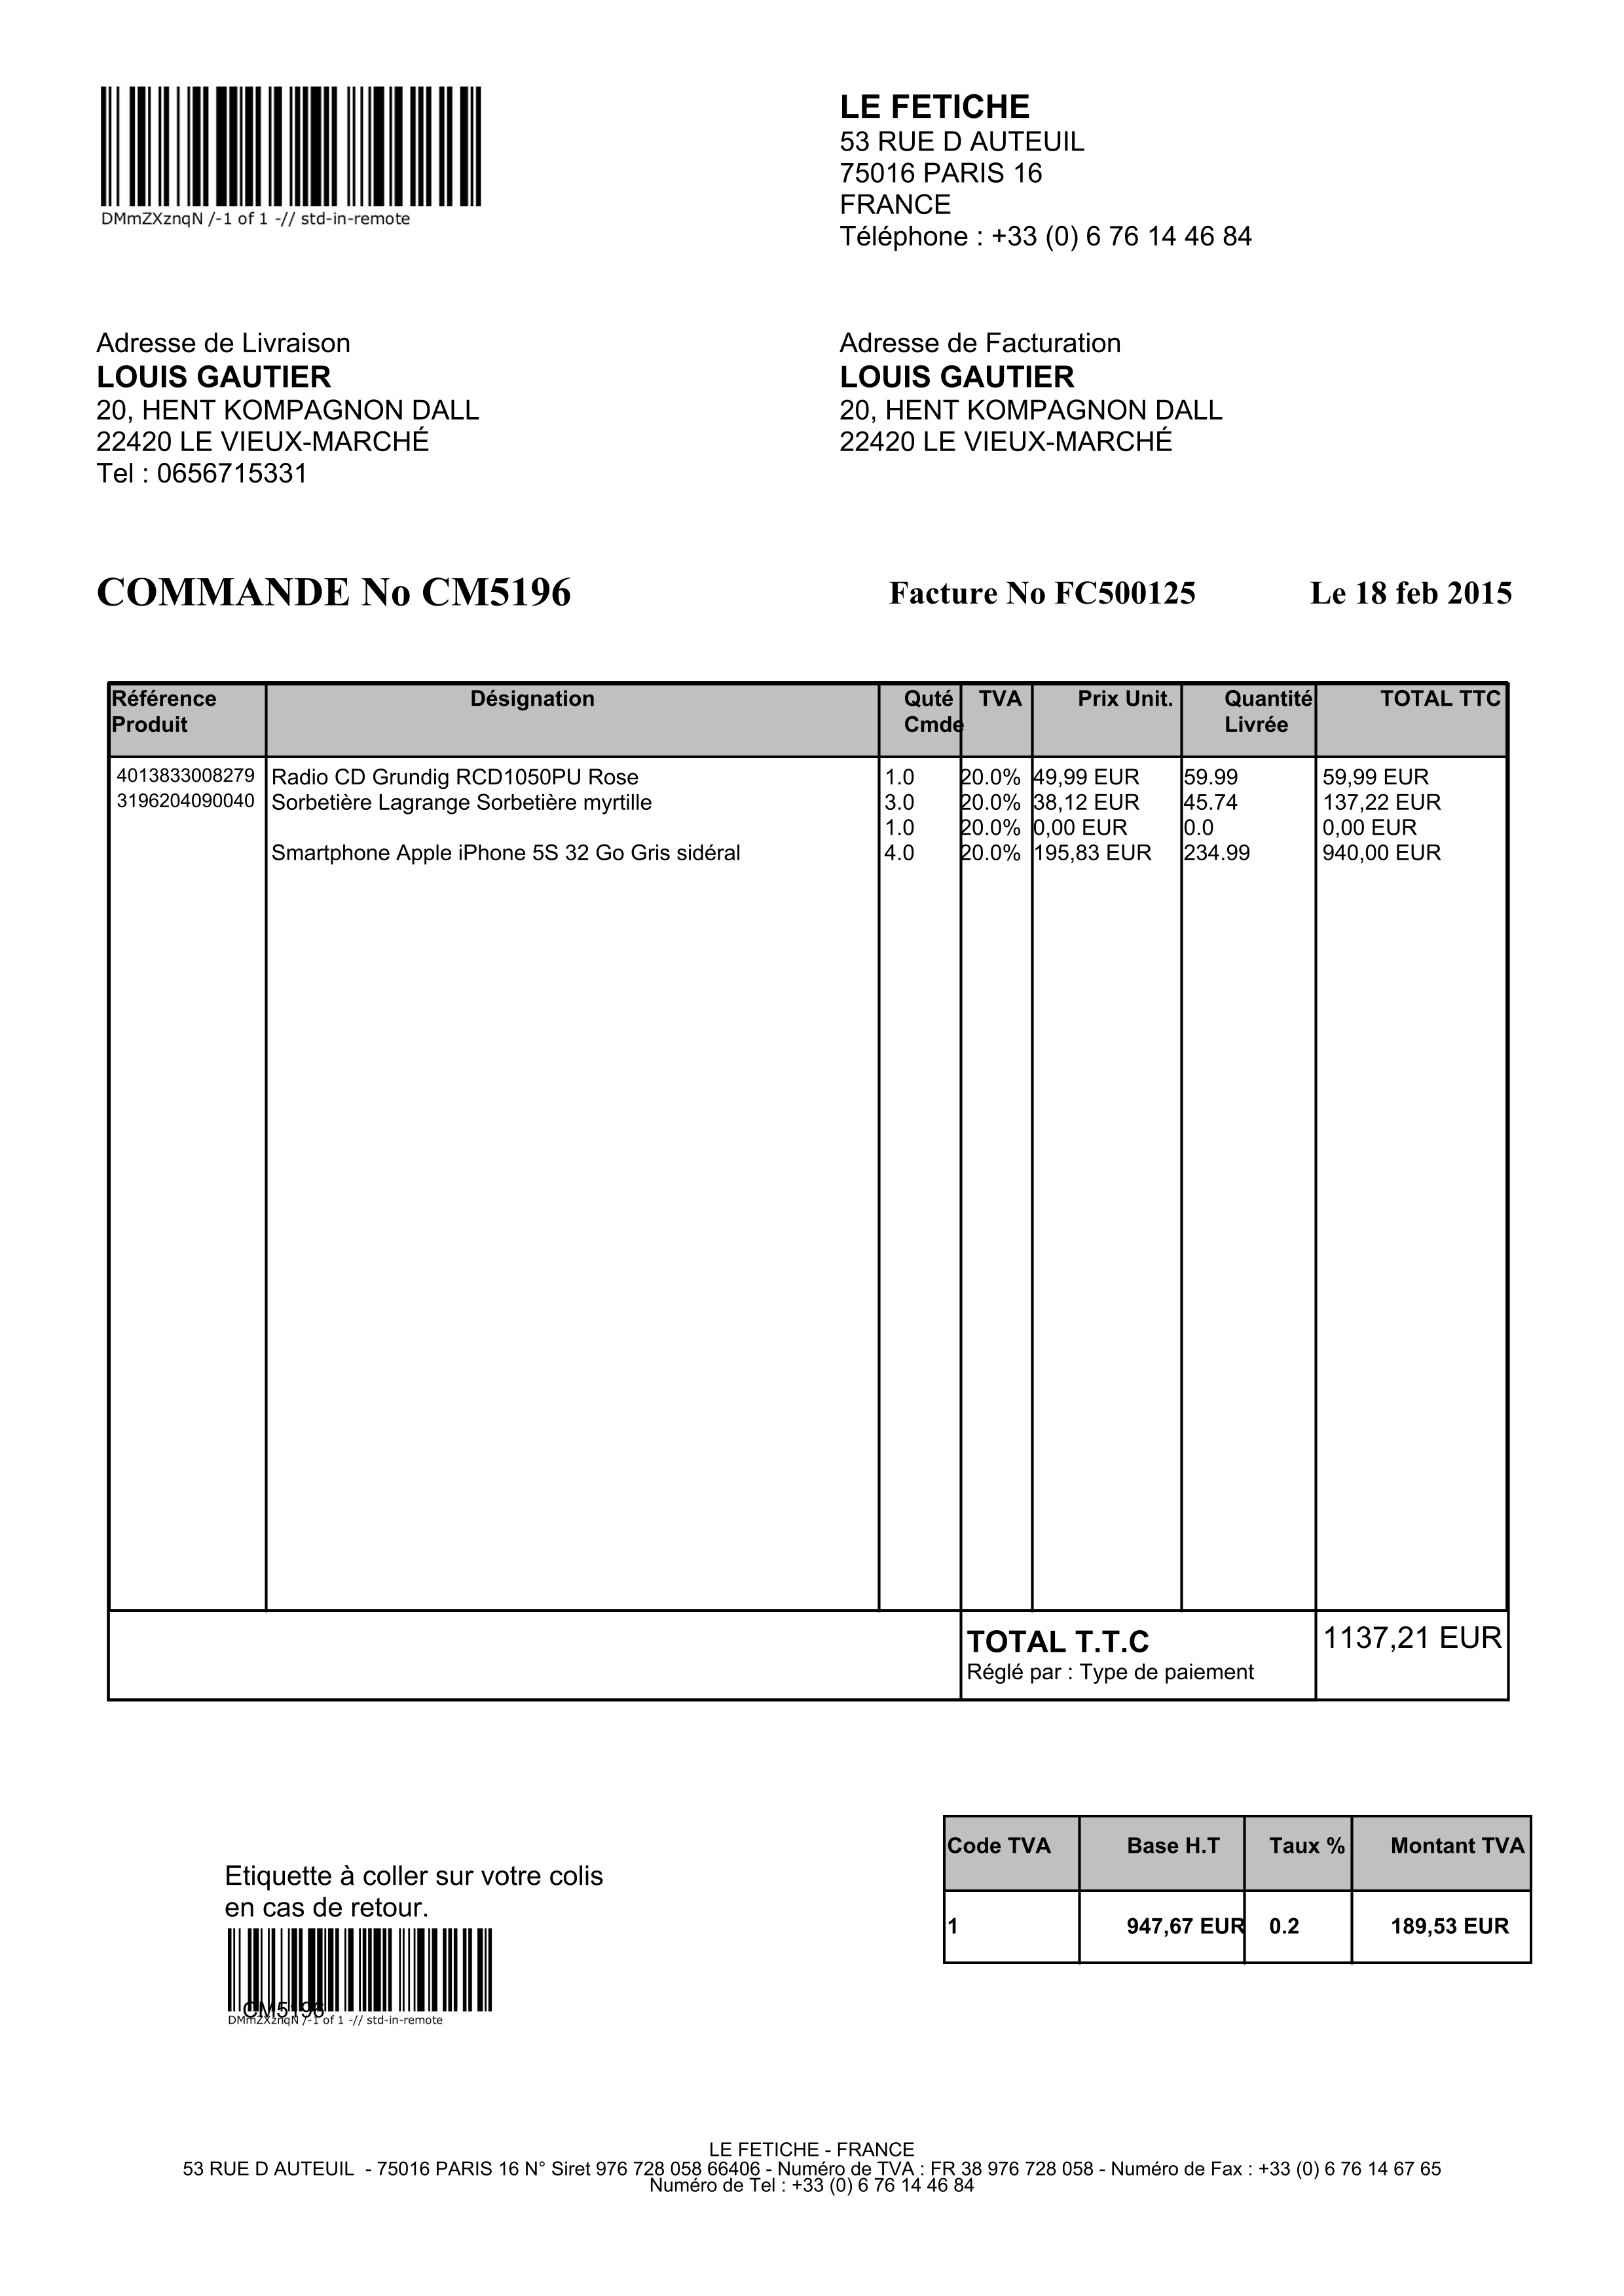 DMmZXznqN /-1 of 1 -// std-in-remote
LE FETICHE
53 RUE D AUTEUIL
75016 PARIS 16
FRANCE
Téléphone : +33 (0) 6 76 14 46 84
Adresse de Livraison
LOUIS GAUTIER
20, HENT KOMPAGNON DALL
22420 LE VIEUX-MARCHÉ
Tel : 0656715331
Adresse de Facturation
LOUIS GAUTIER
20, HENT KOMPAGNON DALL
22420 LE VIEUX-MARCHÉ
COMMANDE No CM5196 Facture No FC500125 Le 18 feb 2015
Référence Produit Désignation Quté Cmde TVA Prix Unit. Quantité Livrée TOTAL TTC
4013833008279 Radio CD Grundig RCD1050PU Rose 1.0 20.0% 49,99 EUR 59.99 59,99 EUR
3196204090040 Sorbetière Lagrange Sorbetière myrtille 3.0 20.0% 38,12 EUR 45.74 137,22 EUR
1.0 20.0% 0,00 EUR 0.0 0,00 EUR
Smartphone Apple iPhone 5S 32 Go Gris sidéral 4.0 20.0% 195,83 EUR 234.99 940,00 EUR
TOTAL T.T.C 1137,21 EUR
Réglé par : Type de paiement
Code TVA Base H.T Taux % Montant TVA
1 947,67 EUR 0.2 189,53 EUR
Etiquette à coller sur votre colis
en cas de retour.
CM5196
DMmZXznqN /-1 of 1 -// std-in-remote
LE FETICHE - FRANCE
53 RUE D AUTEUIL - 75016 PARIS 16 N° Siret 976 728 058 66406 - Numéro de TVA : FR 38 976 728 058 - Numéro de Fax : +33 (0) 6 76 14 67 65
Numéro de Tel : +33 (0) 6 76 14 46 84